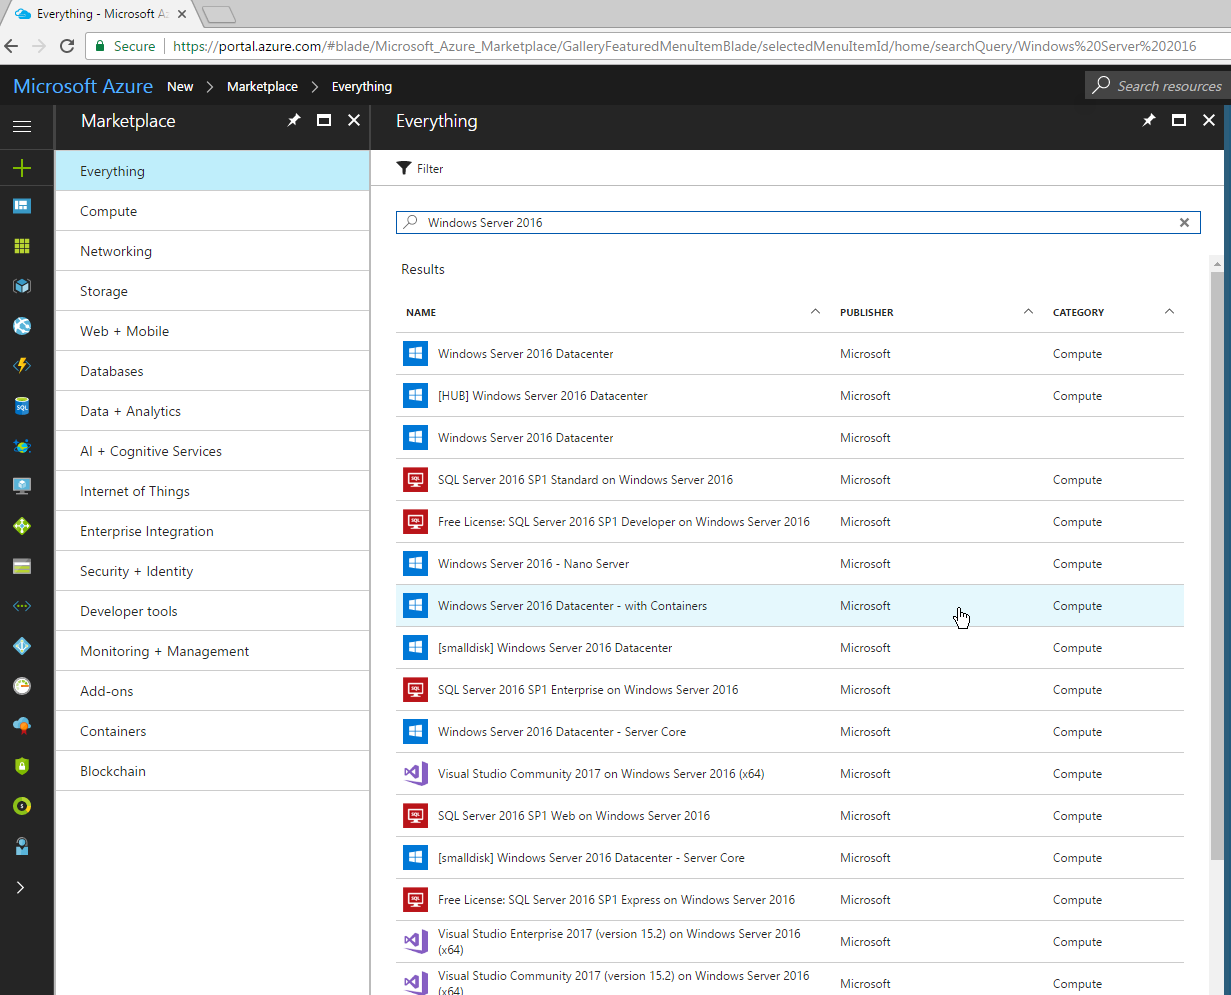 Everything - Microsoft A
Secure
https://portal.azure.com/#blade/Microsoft_Azure_Marketplace/GalleryFeaturedMenuItemBlade/selectedMenuItemId/home/searchQuery/Windows%20Server%202016
Microsoft Azure New > Marketplace > Everything
Search resources
Marketplace
Everything
Compute
Networking
Storage
Web + Mobile
Databases
Data + Analytics
AI + Cognitive Services
Internet of Things
Enterprise Integration
Security + Identity
Developer tools
Monitoring + Management
Add-ons
Containers
Blockchain
Everything
Filter
Windows Server 2016
Results
NAME PUBLISHER CATEGORY
Windows Server 2016 Datacenter Microsoft Compute
[HUB] Windows Server 2016 Datacenter Microsoft Compute
Windows Server 2016 Datacenter Microsoft
SQL Server 2016 SP1 Standard on Windows Server 2016 Microsoft Compute
Free License: SQL Server 2016 SP1 Developer on Windows Server 2016 Microsoft Compute
Windows Server 2016 - Nano Server Microsoft Compute
Windows Server 2016 Datacenter - with Containers Microsoft Compute
[smalldisk] Windows Server 2016 Datacenter Microsoft Compute
SQL Server 2016 SP1 Enterprise on Windows Server 2016 Microsoft Compute
Windows Server 2016 Datacenter - Server Core Microsoft Compute
Visual Studio Community 2017 on Windows Server 2016 (x64) Microsoft Compute
SQL Server 2016 SP1 Web on Windows Server 2016 Microsoft Compute
[smalldisk] Windows Server 2016 Datacenter - Server Core Microsoft Compute
Free License: SQL Server 2016 SP1 Express on Windows Server 2016 Microsoft Compute
Visual Studio Enterprise 2017 (version 15.2) on Windows Server 2016
(x64) Microsoft Compute
Visual Studio Community 2017 (version 15.2) on Windows Server 2016
(x64) Microsoft Compute